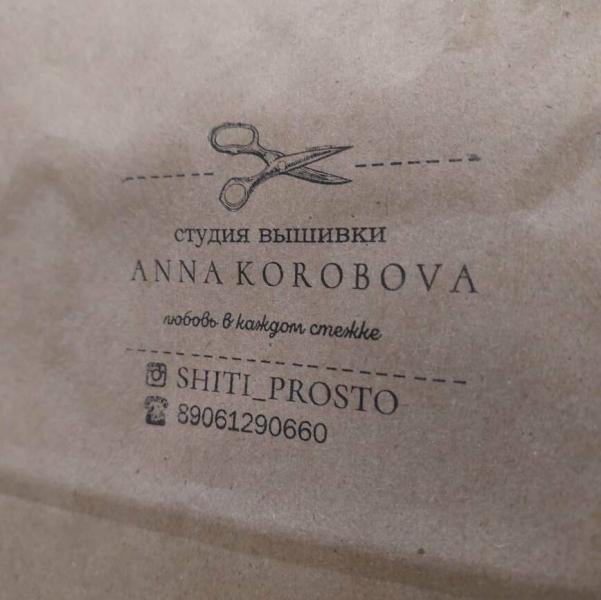 студия вышивки
ANNA KOROBOVA
любовь в каждом стежке
SHITI_PROSTO
89061290660